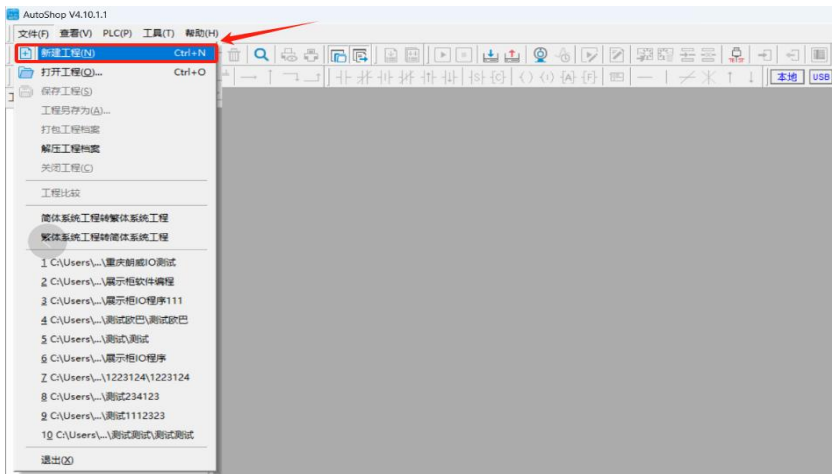 AutoShop V4.10.1.1
文件(F) 查看(V) PLC(P) 工具(T) 帮助(H)
新建工程(N) Ctrl+N
打开工程(O)... Ctrl+O
保存工程(S)
工程另存为(A)...
打包工程档案
解压工程档案
关闭工程(C)
工程比较
简体系统工程转繁体系统工程
繁体系统工程转简体系统工程
1 C:\Users\...\重庆朗威IO测试
2 C:\Users\...\展示柜软件编程
3 C:\Users\...\展示柜IO程序111
4 C:\Users\...\测试欧巴\测试欧巴
5 C:\Users\...\测试\测试
6 C:\Users\...\展示柜IO程序
7 C:\Users\...\1223124\1223124
8 C:\Users\...\测试234123
9 C:\Users\...\测试1112323
10 C:\Users\...\测试测试\测试测试
退出(X)
本地 USB